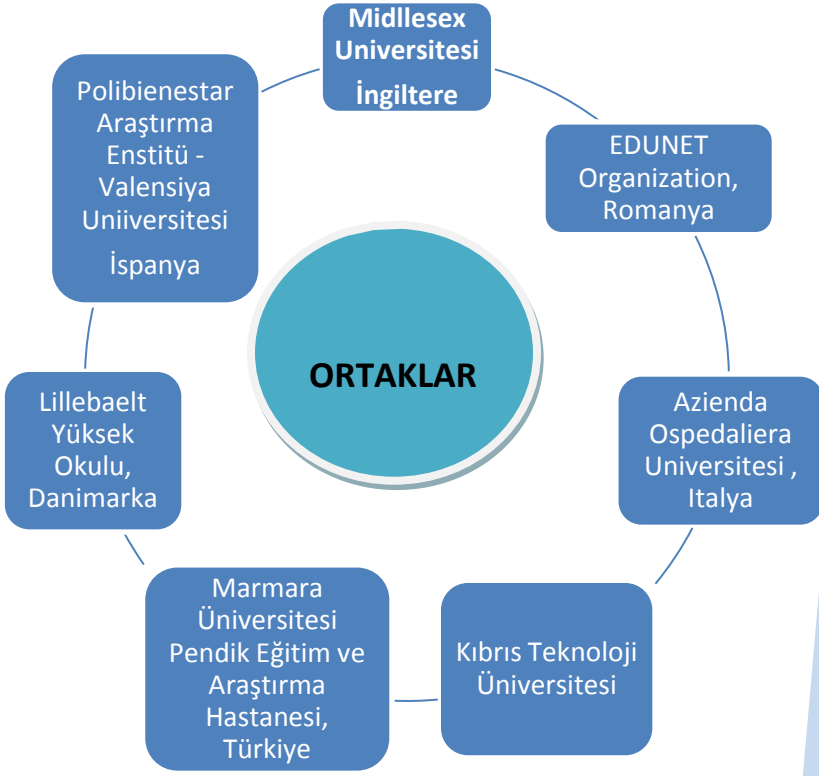 Midllesex
Universitesi
İngiltere
EDUNET
Organization,
Romanya
Azienda
Ospedaliera
Universitesi ,
Italya
Kıbrıs Teknoloji
Üniversitesi
Marmara
Üniversitesi
Pendik Eğitim ve
Araştırma
Hastanesi,
Türkiye
Lillebaelt
Yüksek
Okulu,
Danimarka
Polibienestar
Araştırma
Enstitü -
Valensiya
Uniiversitesi
İspanya
ORTAKLAR